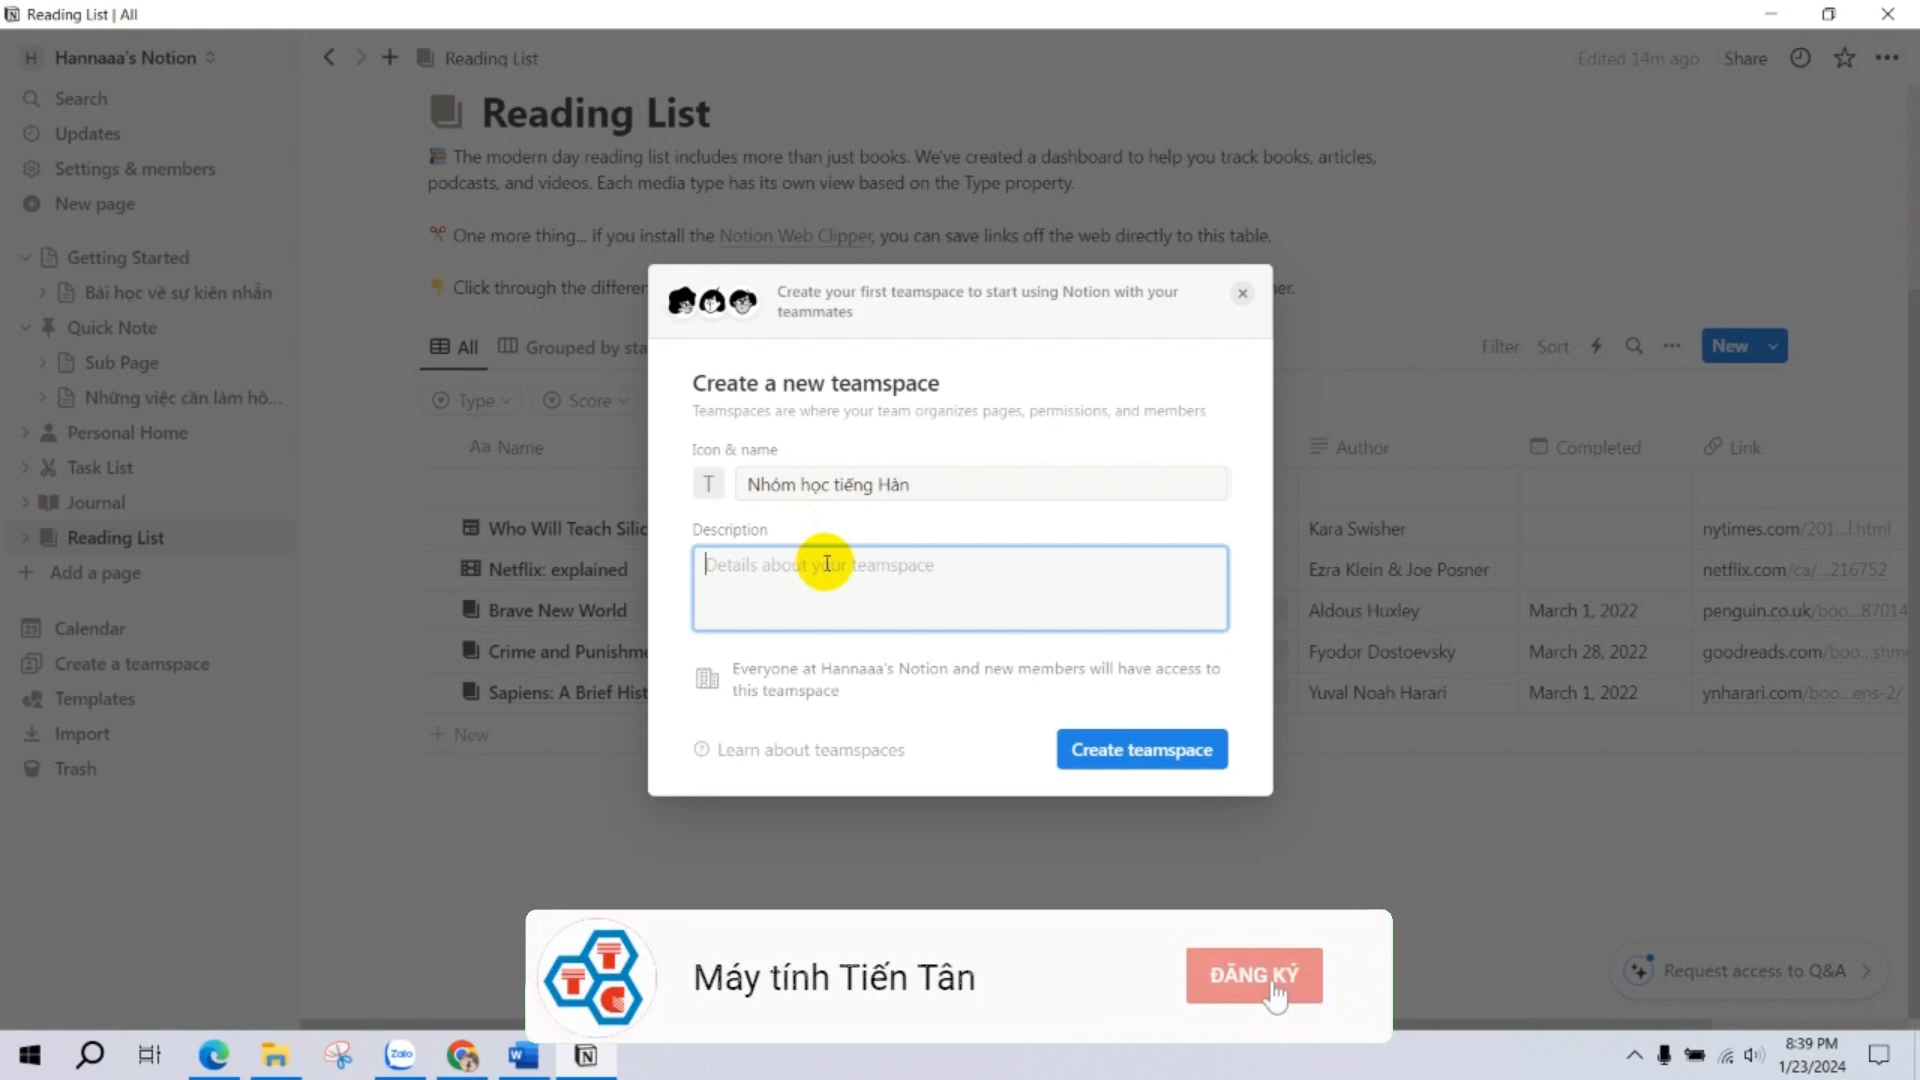 Reading List | All
H Hannaaa's Notion
Search
Updates
Settings & members
New page
Getting Started
Bài học về sự kiên nhẫn
Quick Note
Sub Page
Những việc cần làm hô...
Personal Home
Task List
Journal
Reading List
Add a page
Calendar
Create a teamspace
Templates
Import
Trash
Reading List
Edited 14m ago
Share
Reading List
The modern day reading list includes more than just books. We've created a dashboard to help you track books, articles,
podcasts, and videos. Each media type has its own view based on the Type property.
One more thing... if you install the Notion Web Clipper, you can save links off the web directly to this table.
Click through the differer
er.
All
Grouped by sta
Filter
Sort
New
Type
Score
Aa Name
Author
Completed
Link
Who Will Teach Silic
Kara Swisher
nytimes.com/201...l.html
Netflix: explained
Ezra Klein & Joe Posner
netflix.com/ca/...216752
Brave New World
Aldous Huxley
March 1, 2022
penguin.co.uk/boo...87014
Crime and Punishme
Fyodor Dostoevsky
March 28, 2022
goodreads.com/boo...shme
Sapiens: A Brief Hist
Yuval Noah Harari
March 1, 2022
ynharari.com/boo...ens-2/
+ New
Create your first teamspace to start using Notion with your
teammates
Create a new teamspace
Teamspaces are where your team organizes pages, permissions, and members
Icon & name
T
Nhóm học tiếng Hàn
Description
Details about your teamspace
Everyone at Hannaaa's Notion and new members will have access to
this teamspace
Learn about teamspaces
Create teamspace
Request access to Q&A
TTC
Máy tính Tiến Tân
ĐĂNG KÝ
Zalo
8:39 PM
1/23/2024